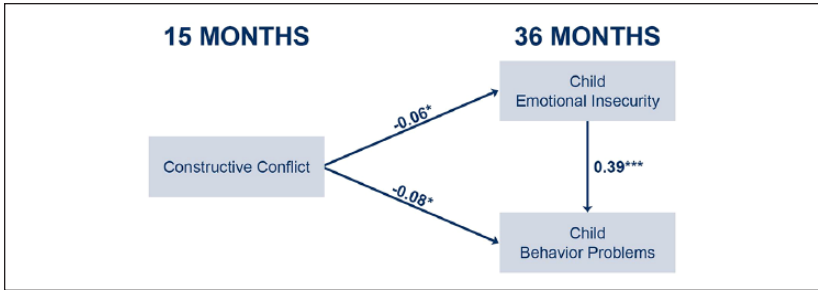 15 MONTHS
36 MONTHS
Child
Emotional Insecurity
-0.06*
Constructive Conflict
0.39***
-0.08*
Child
Behavior Problems